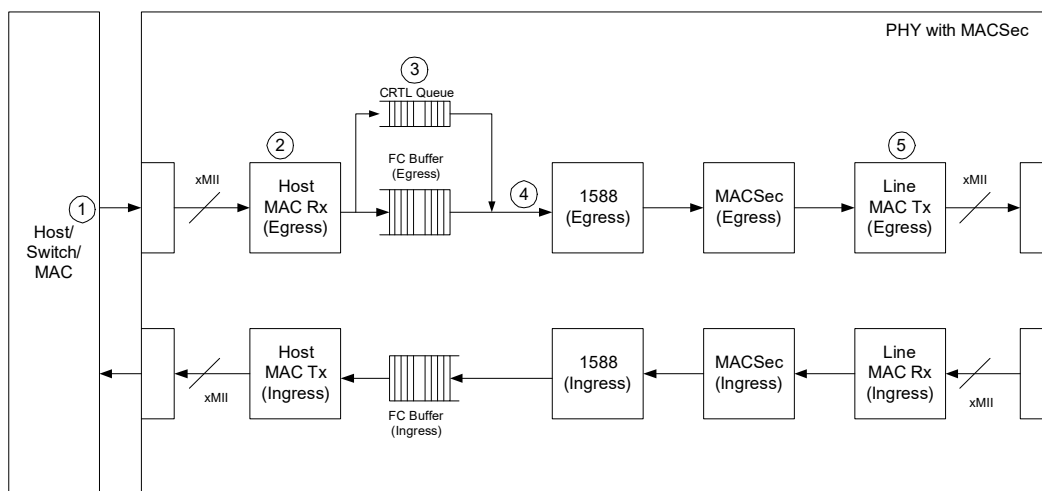 PHY with MACSec
3
CRTL Queue
2
5
xMII
FC Buffer
(Egress)
Host
MAC Rx
(Egress)
4
1588
(Egress)
MACSec
(Egress)
Line
MAC Tx
(Egress)
xMII
1
Host/
Switch/
MAC
Host
MAC Tx
(Ingress)
xMII
FC Buffer
(Ingress)
1588
(Ingress)
MACSec
(Ingress)
Line
MAC Rx
(Ingress)
xMII